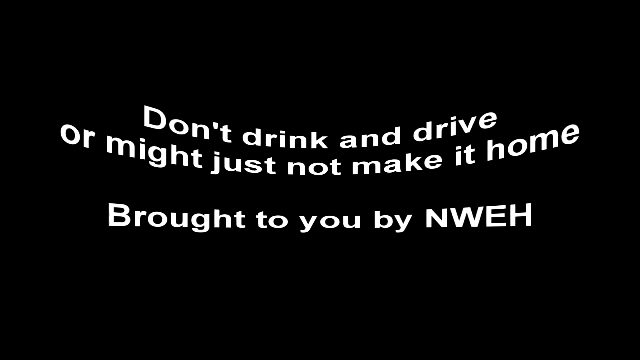 Don't drink and drive
or might just not make it home
Brought to you by NWEH